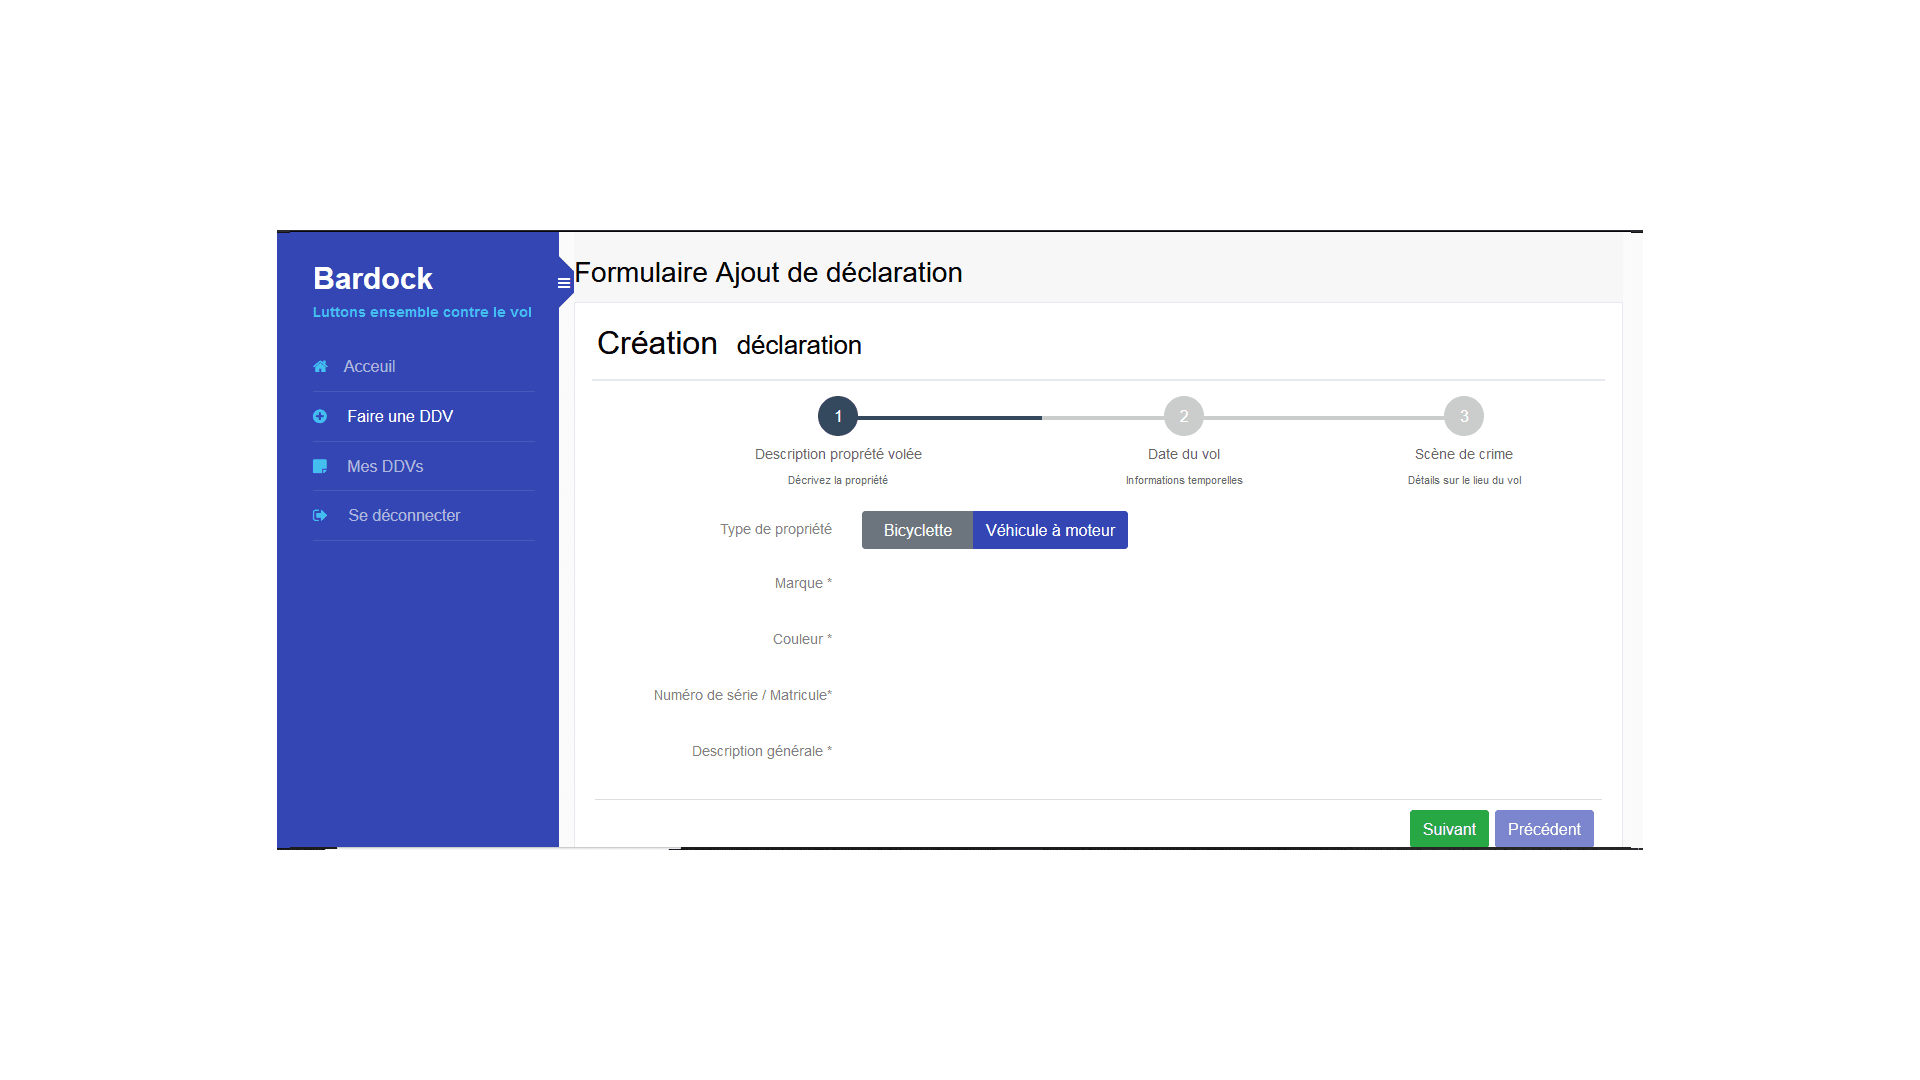 Bardock
Luttons ensemble contre le vol
Acceuil
Faire une DDV
Mes DDVs
Se déconnecter
Formulaire Ajout de déclaration
Création déclaration
1
2
3
Description proprété volée
Date du vol
Scène de crime
Décrivez la propriété
Informations temporelles
Détails sur le lieu du vol
Type de propriété
Bicyclette
Véhicule à moteur
Marque *
Couleur *
Numéro de série / Matricule*
Description générale *
Suivant
Précédent